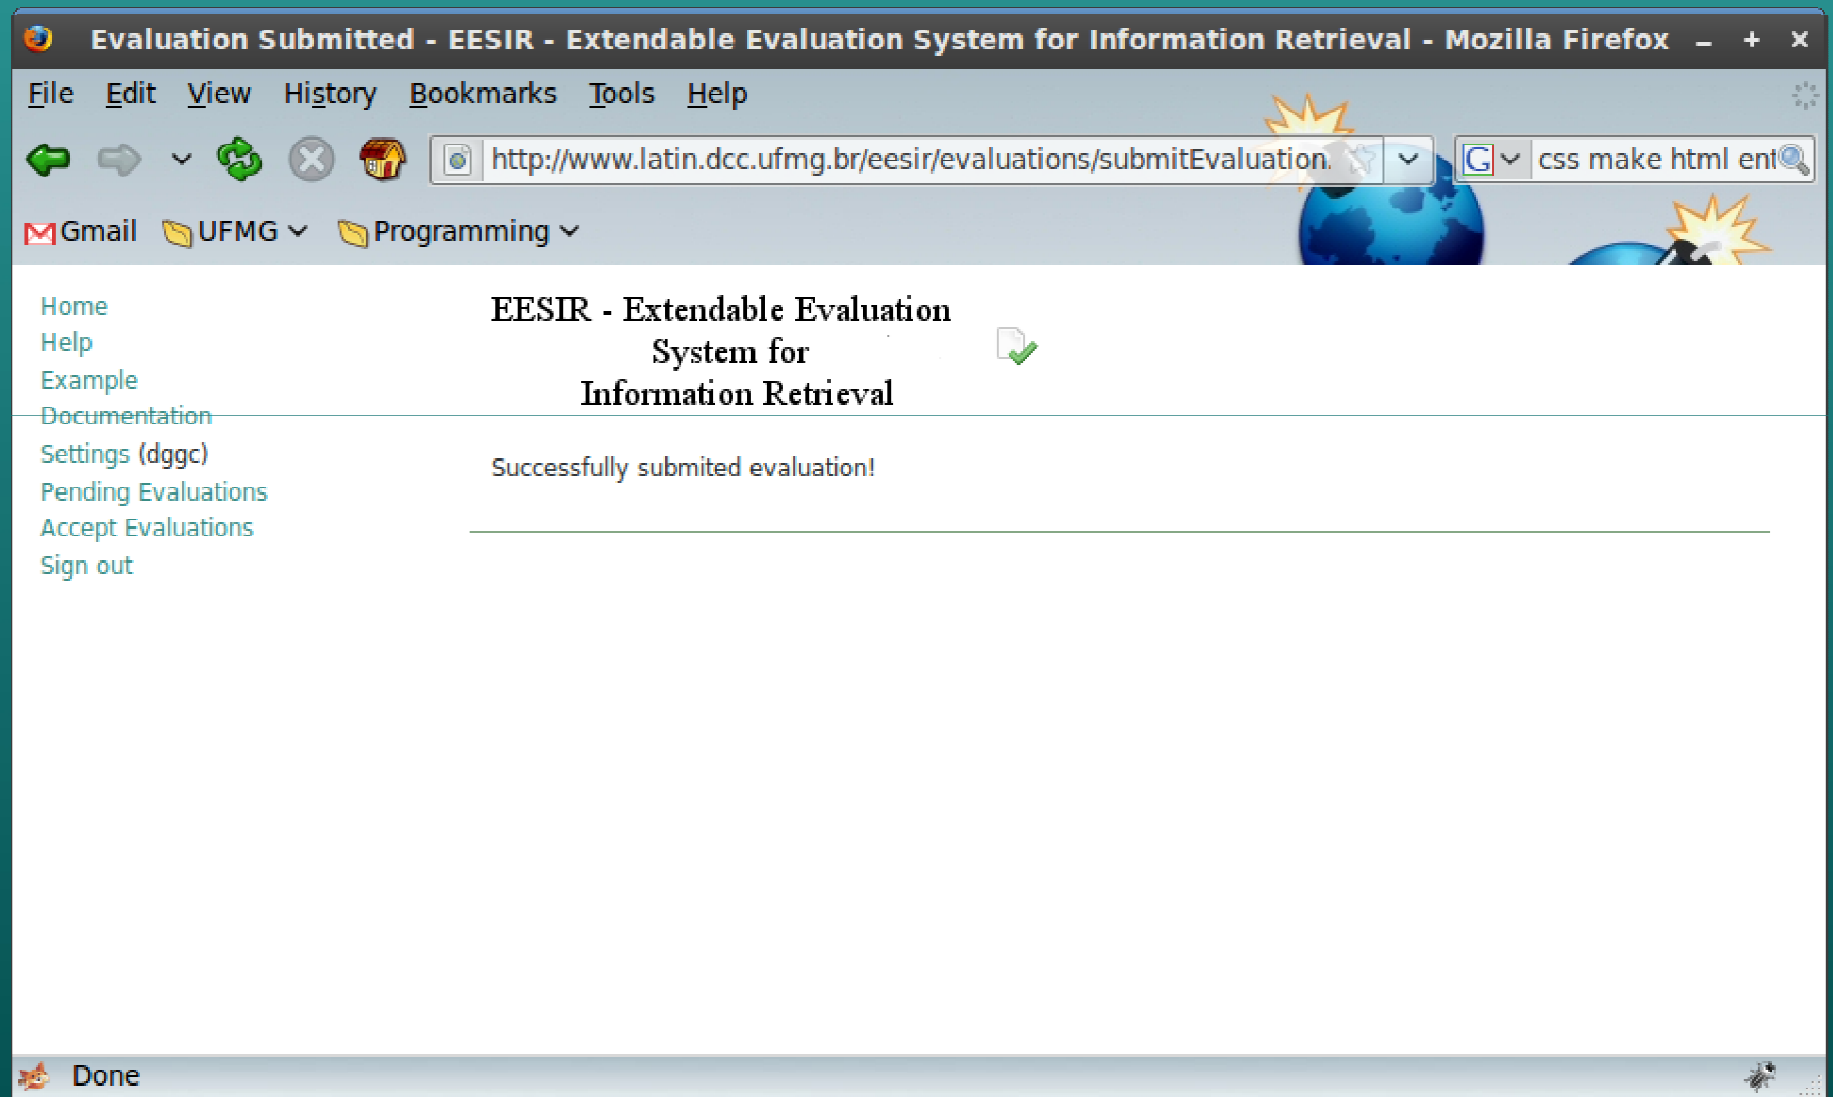 Evaluation Submitted - EESIR - Extendable Evaluation System for Information Retrieval - Mozilla Firefox
File Edit View History Bookmarks Tools Help
http://www.latin.dcc.ufmg.br/eesir/evaluations/submitEvaluation. G css make html ent
Gmail UFMG Programming
Home
Help
Example
Documentation
Settings (dggc)
Pending Evaluations
Accept Evaluations
Sign out
EESIR - Extendable Evaluation
System for
Information Retrieval
Successfully submited evaluation!
Done